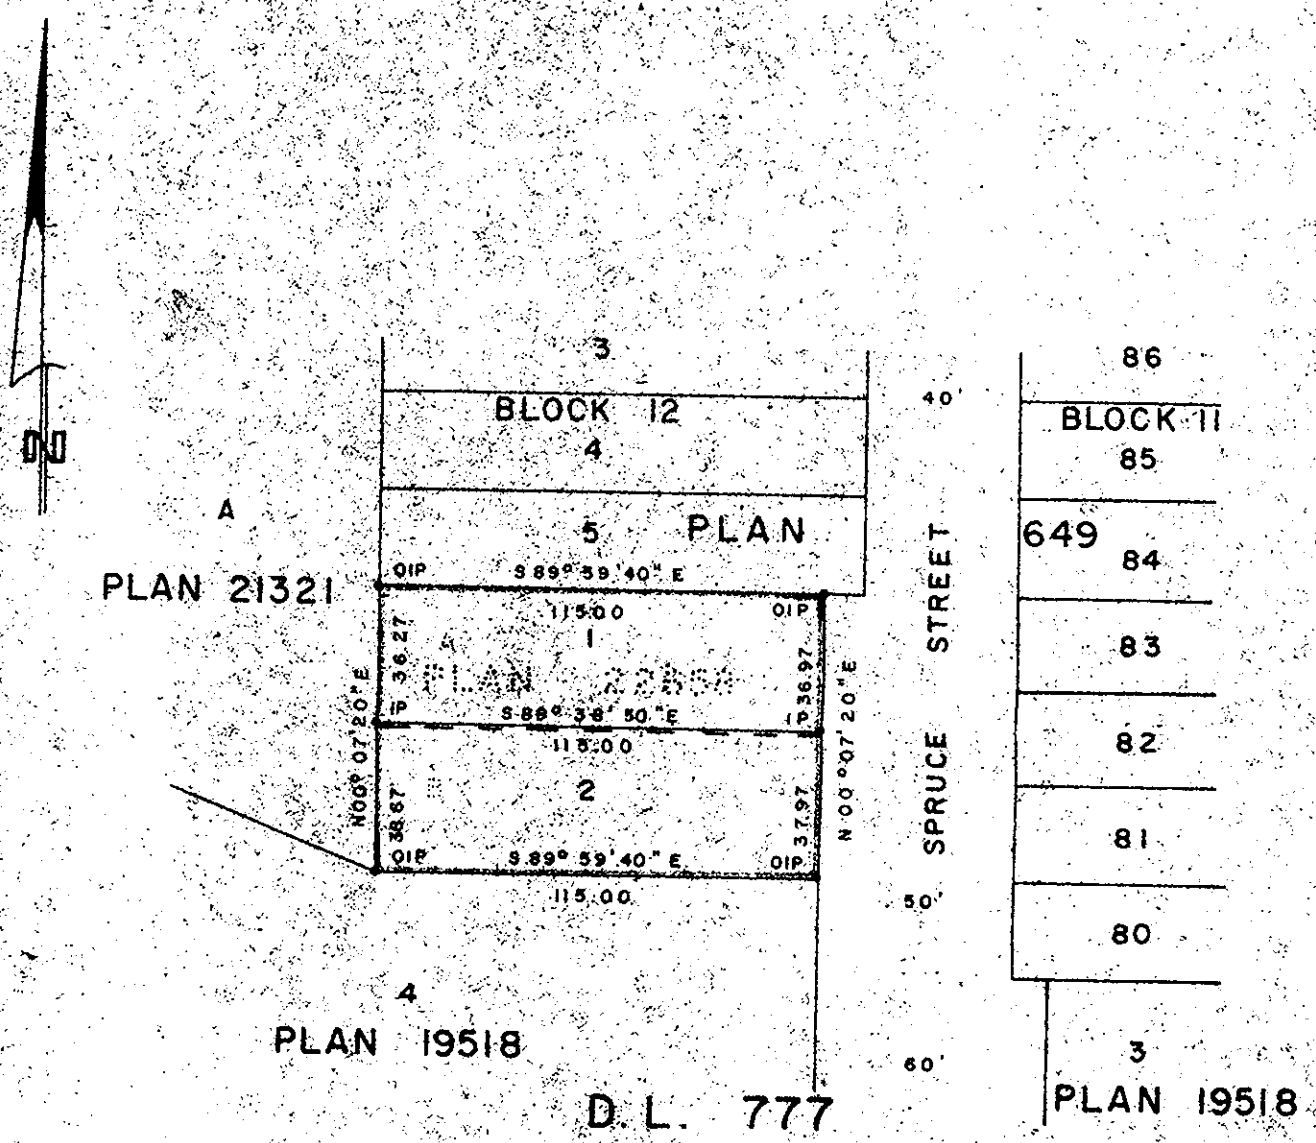 3
86
40'
BLOCK 12
BLOCK 11
4
85
A
5 PLAN 649
84
OIP S 89° 59' 40" E
PLAN 21321
115.00 OIP
1
83
36.27
36.97
N 00° 07' 20" E
N 00° 07' 20" E
IP S 88° 38' 50" E IP
115.00
82
SPRUCE STREET
2
38.67
37.97
81
OIP S 89° 59' 40" E OIP
115.00
50'
80
4
PLAN 19518
60'
3
PLAN 19518
D. L. 777
N